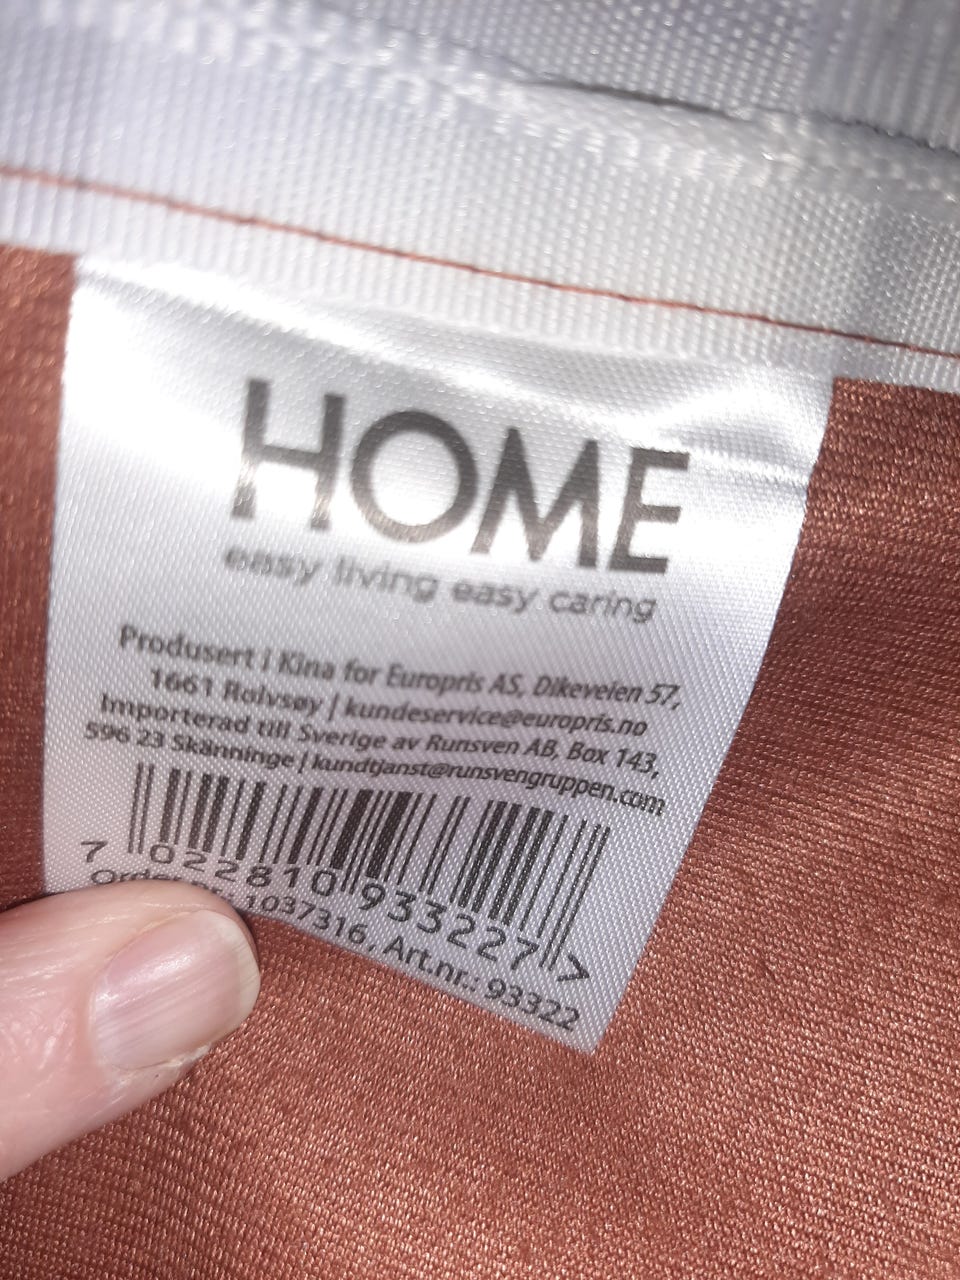 HOME
easy living easy caring
Produsert i Kina for Europris AS, Dikeveien 57,
1661 Rolvsøy | kundeservice@europris.no
Importerad till Sverige av Runsven AB, Box 143,
596 23 Skänninge | kundtjanst@runsvengruppen.com
7 022810 933227 >
1037316, Art.nr.: 93322